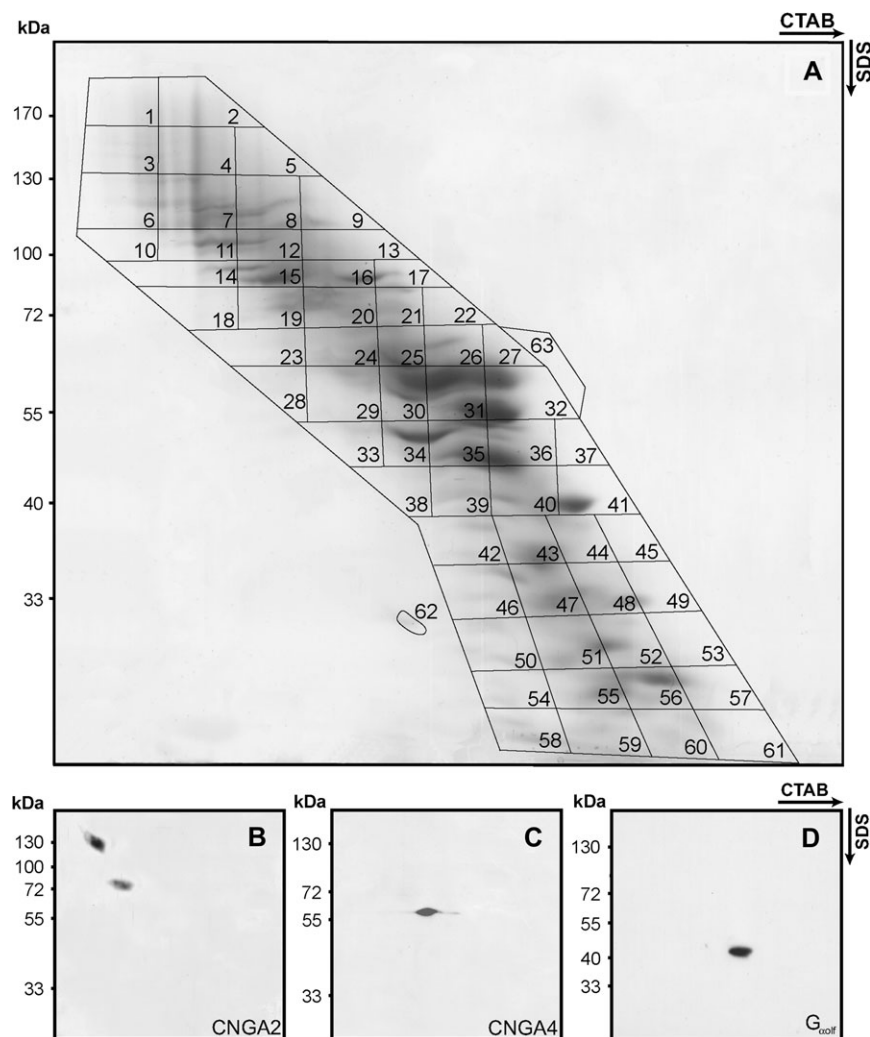 kDa
CTAB
SDS
A
170
130
100
72
55
40
33
1 2
3 4 5
6 7 8 9
10 11 12 13
14 15 16 17
18 19 20 21 22
23 24 25 26 27 63
28 29 30 31 32
33 34 35 36 37
38 39 40 41
42 43 44 45
46 47 48 49
62
50 51 52 53
54 55 56 57
58 59 60 61
kDa
B
130
100
72
55
33
CNGA2
kDa
C
130
72
55
33
CNGA4
kDa
CTAB
SDS
D
130
72
55
40
33
Gαolf